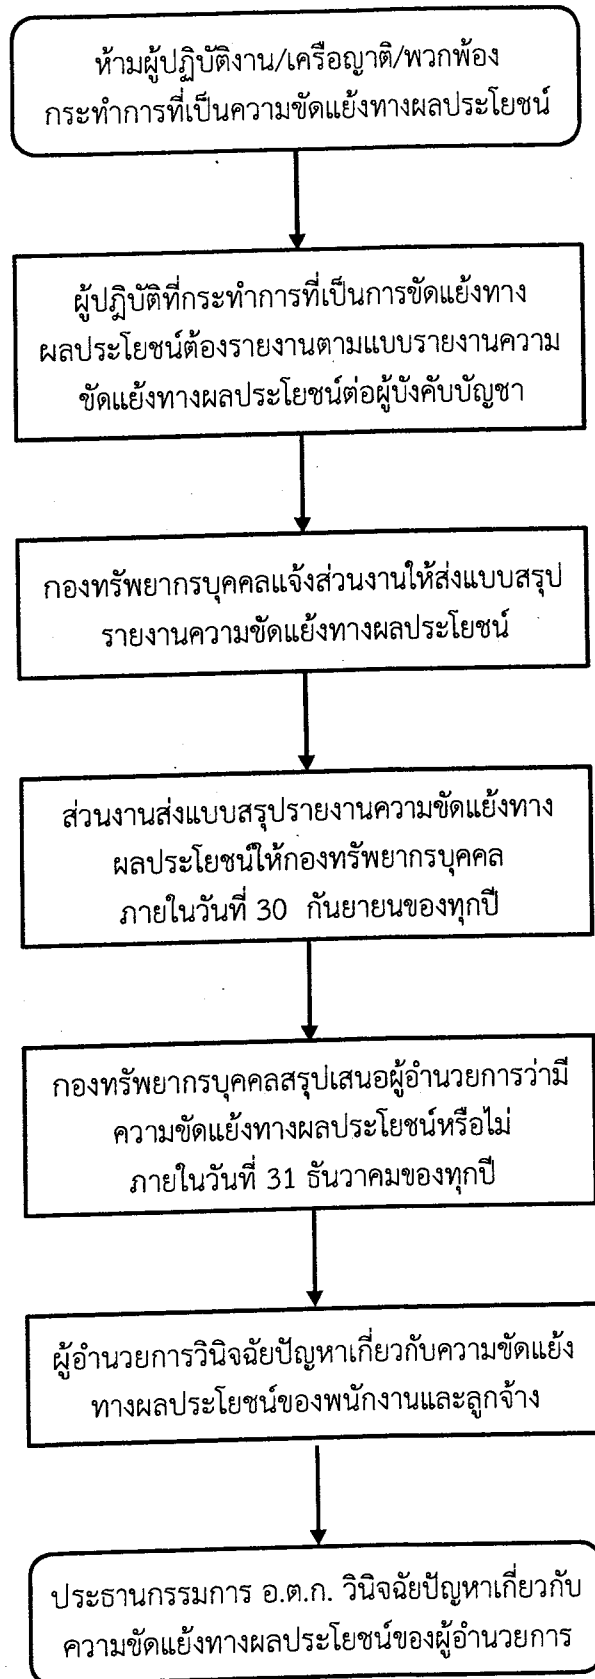 ห้ามผู้ปฏิบัติงาน/เครือญาติ/พวกพ้อง
กระทำการที่เป็นความขัดแย้งทางผลประโยชน์
ผู้ปฏิบัติที่กระทำการที่เป็นการขัดแย้งทาง
ผลประโยชน์ต้องรายงานตามแบบรายงานความ
ขัดแย้งทางผลประโยชน์ต่อผู้บังคับบัญชา
กองทรัพยากรบุคคลแจ้งส่วนงานให้ส่งแบบสรุป
รายงานความขัดแย้งทางผลประโยชน์
ส่วนงานส่งแบบสรุปรายงานความขัดแย้งทาง
ผลประโยชน์ให้กองทรัพยากรบุคคล
ภายในวันที่ 30 กันยายนของทุกปี
กองทรัพยากรบุคคลสรุปเสนอผู้อำนวยการว่ามี
ความขัดแย้งทางผลประโยชน์หรือไม่
ภายในวันที่ 31 ธันวาคมของทุกปี
ผู้อำนวยการวินิจฉัยปัญหาเกี่ยวกับความขัดแย้ง
ทางผลประโยชน์ของพนักงานและลูกจ้าง
ประธานกรรมการ อ.ต.ก. วินิจฉัยปัญหาเกี่ยวกับ
ความขัดแย้งทางผลประโยชน์ของผู้อำนวยการ